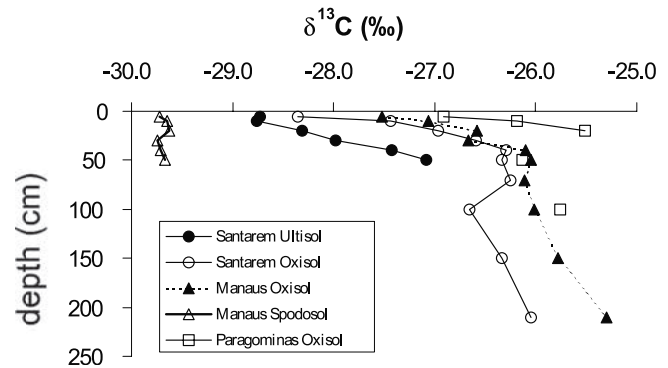 δ¹³C (‰)
-30.0 -29.0 -28.0 -27.0 -26.0 -25.0
0
50
100
150
200
250
depth (cm)
Santarem Ultisol
Santarem Oxisol
Manaus Oxisol
Manaus Spodosol
Paragominas Oxisol